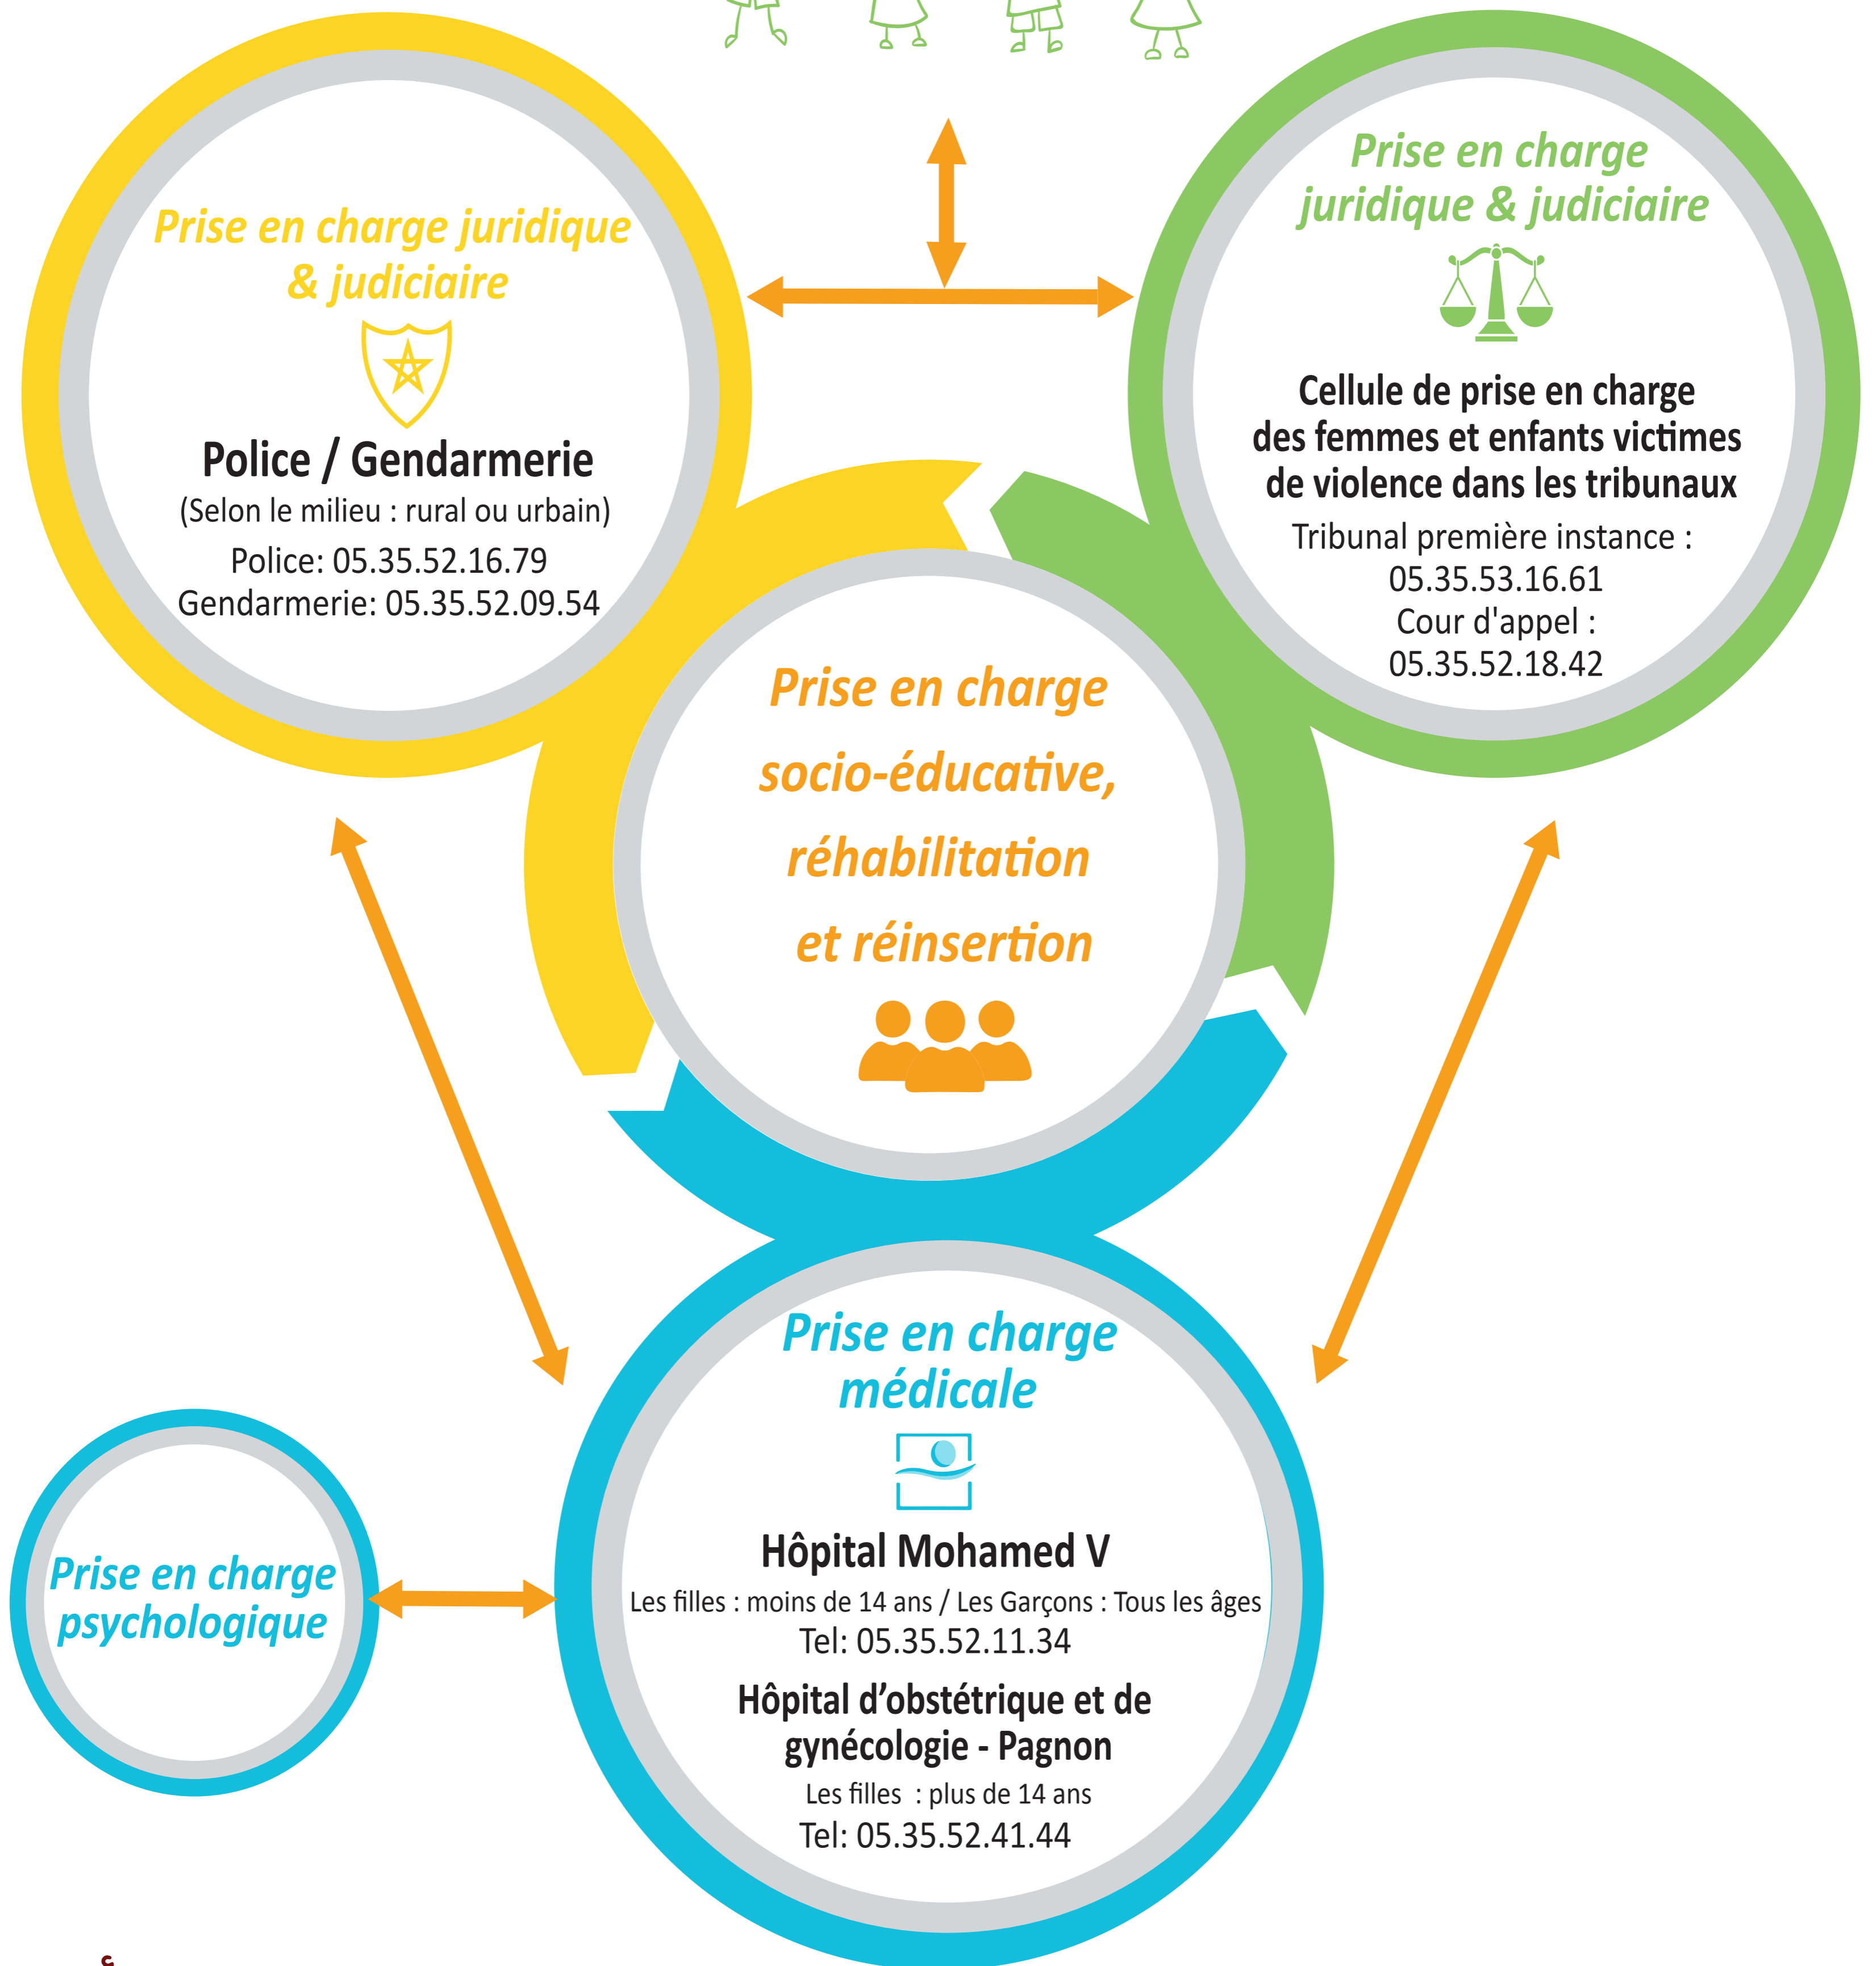 Prise en charge juridique
& judiciaire
Police / Gendarmerie
(Selon le milieu : rural ou urbain)
Police: 05.35.52.16.79
Gendarmerie: 05.35.52.09.54
Prise en charge
juridique & judiciaire
Cellule de prise en charge
des femmes et enfants victimes
de violence dans les tribunaux
Tribunal première instance :
05.35.53.16.61
Cour d'appel :
05.35.52.18.42
Prise en charge
socio-éducative,
réhabilitation
et réinsertion
Prise en charge
médicale
Hôpital Mohamed V
Les filles : moins de 14 ans / Les Garçons : Tous les âges
Tel: 05.35.52.11.34
Hôpital d’obstétrique et de
gynécologie - Pagnon
Les filles  : plus de 14 ans
Tel: 05.35.52.41.44
Prise en charge
psychologique